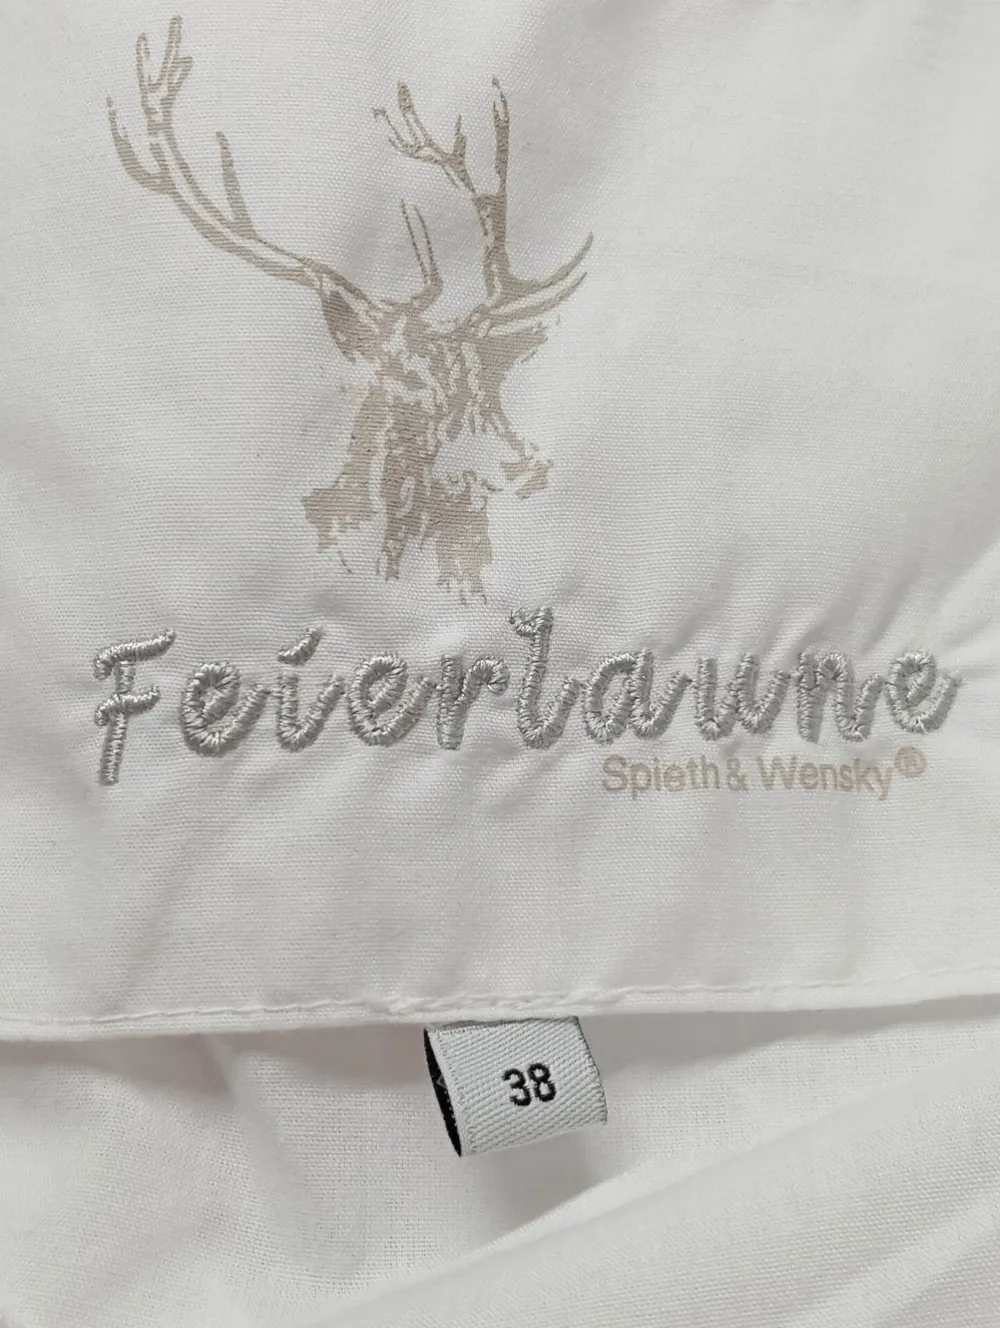 Feierlaune
Spieth & Wensky®
38